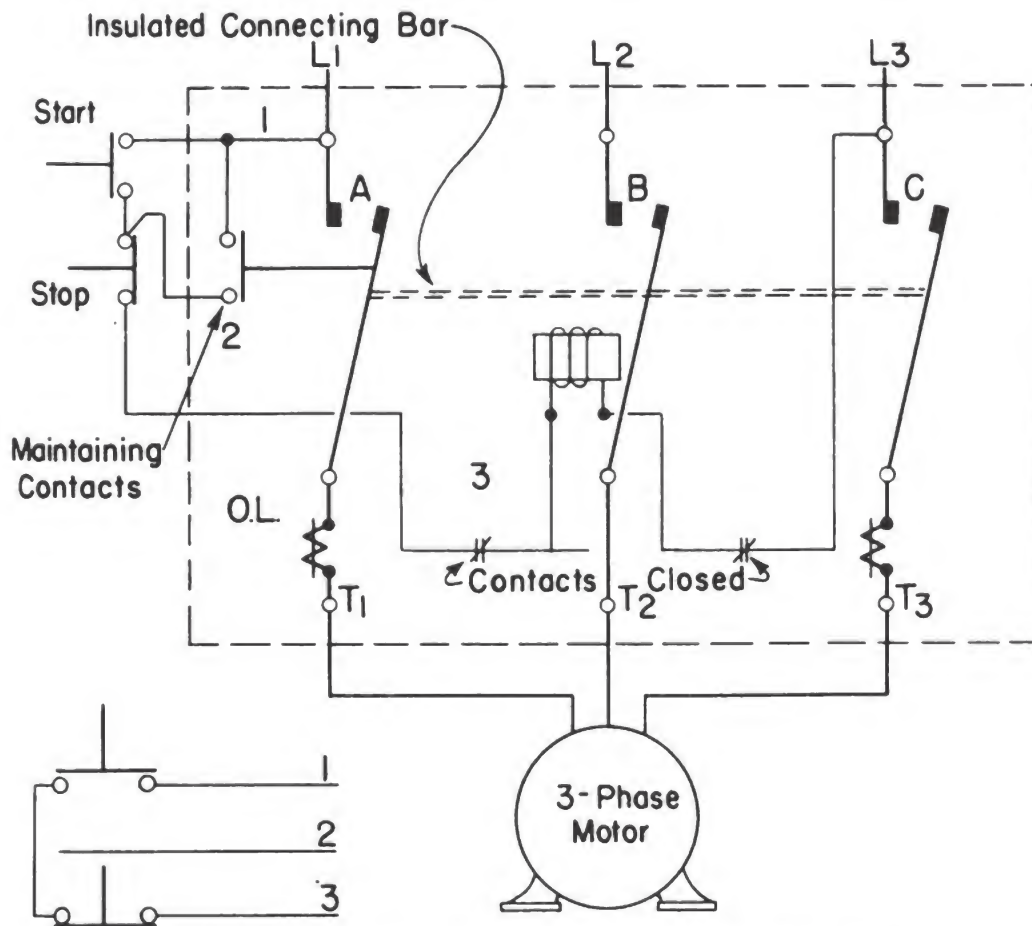 Insulated Connecting Bar
L1
L2
L3
Start
1
A
B
C
Stop
2
Maintaining
Contacts
3
O.L.
Contacts
Closed
T1
T2
T3
3-Phase
Motor
1
2
3